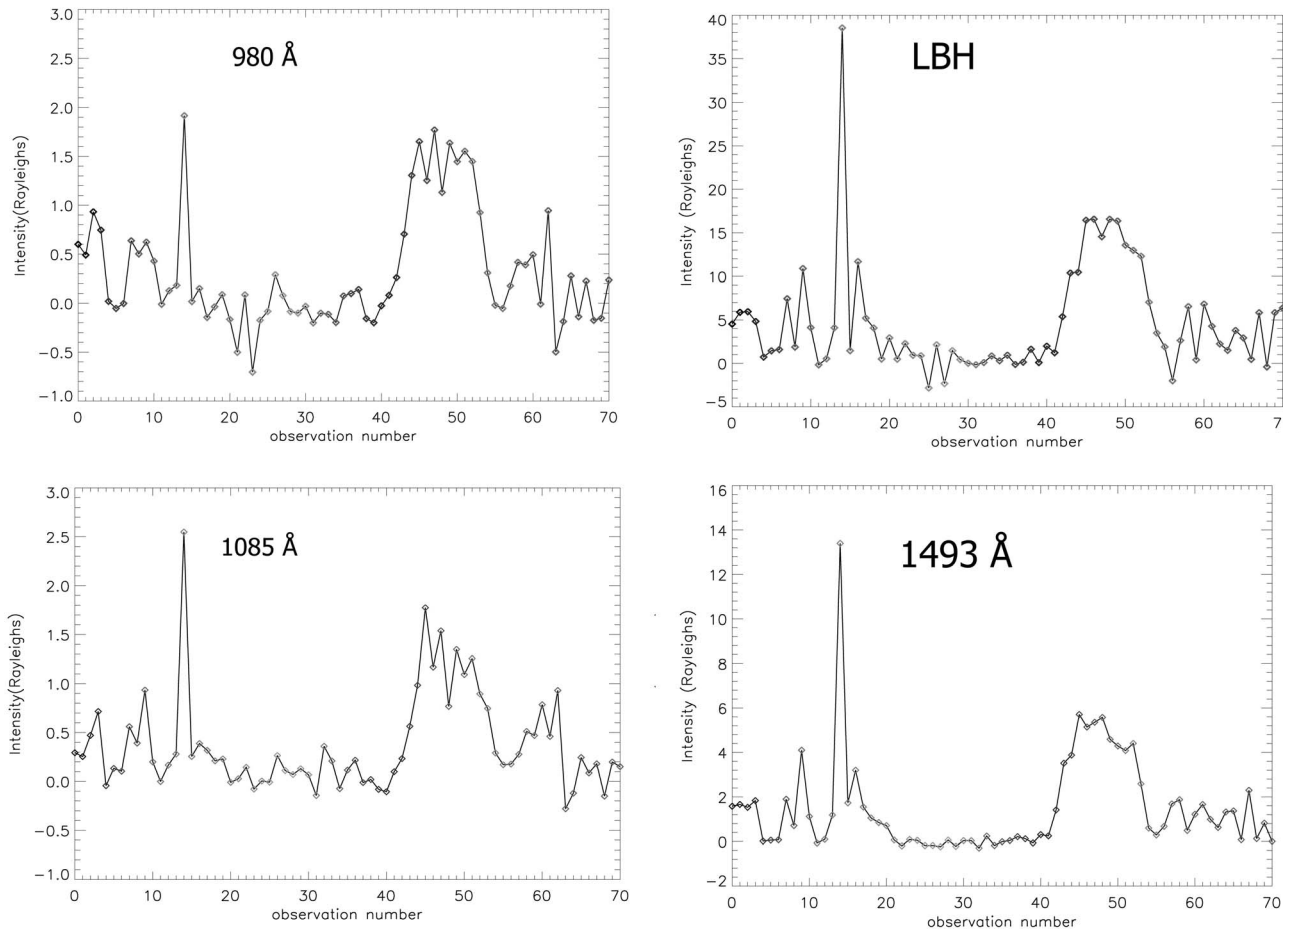 980 Å
3.0
2.5
2.0
1.5
1.0
0.5
0.0
−0.5
−1.0
Intensity(Rayleighs)
0 10 20 30 40 50 60 70
observation number
LBH
40
35
30
25
20
15
10
5
0
−5
Intensity (Rayleighs)
0 10 20 30 40 50 60 7
observation number
1085 Å
3.0
2.5
2.0
1.5
1.0
0.5
0.0
−0.5
−1.0
Intensity(Rayleighs)
0 10 20 30 40 50 60 70
observation number
1493 Å
16
14
12
10
8
6
4
2
0
−2
Intensity (Rayleighs)
0 10 20 30 40 50 60 70
observation number